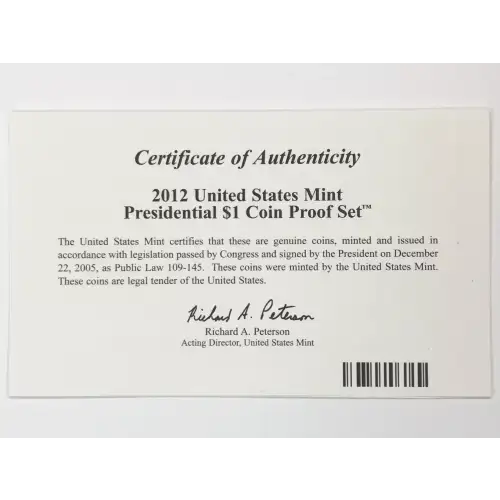 Certificate of Authenticity
2012 United States Mint
Presidential $1 Coin Proof Set™
The United States Mint certifies that these are genuine coins, minted and issued in
accordance with legislation passed by Congress and signed by the President on December
22, 2005, as Public Law 109-145. These coins were minted by the United States Mint.
These coins are legal tender of the United States.
Richard A. Peterson
Richard A. Peterson
Acting Director, United States Mint